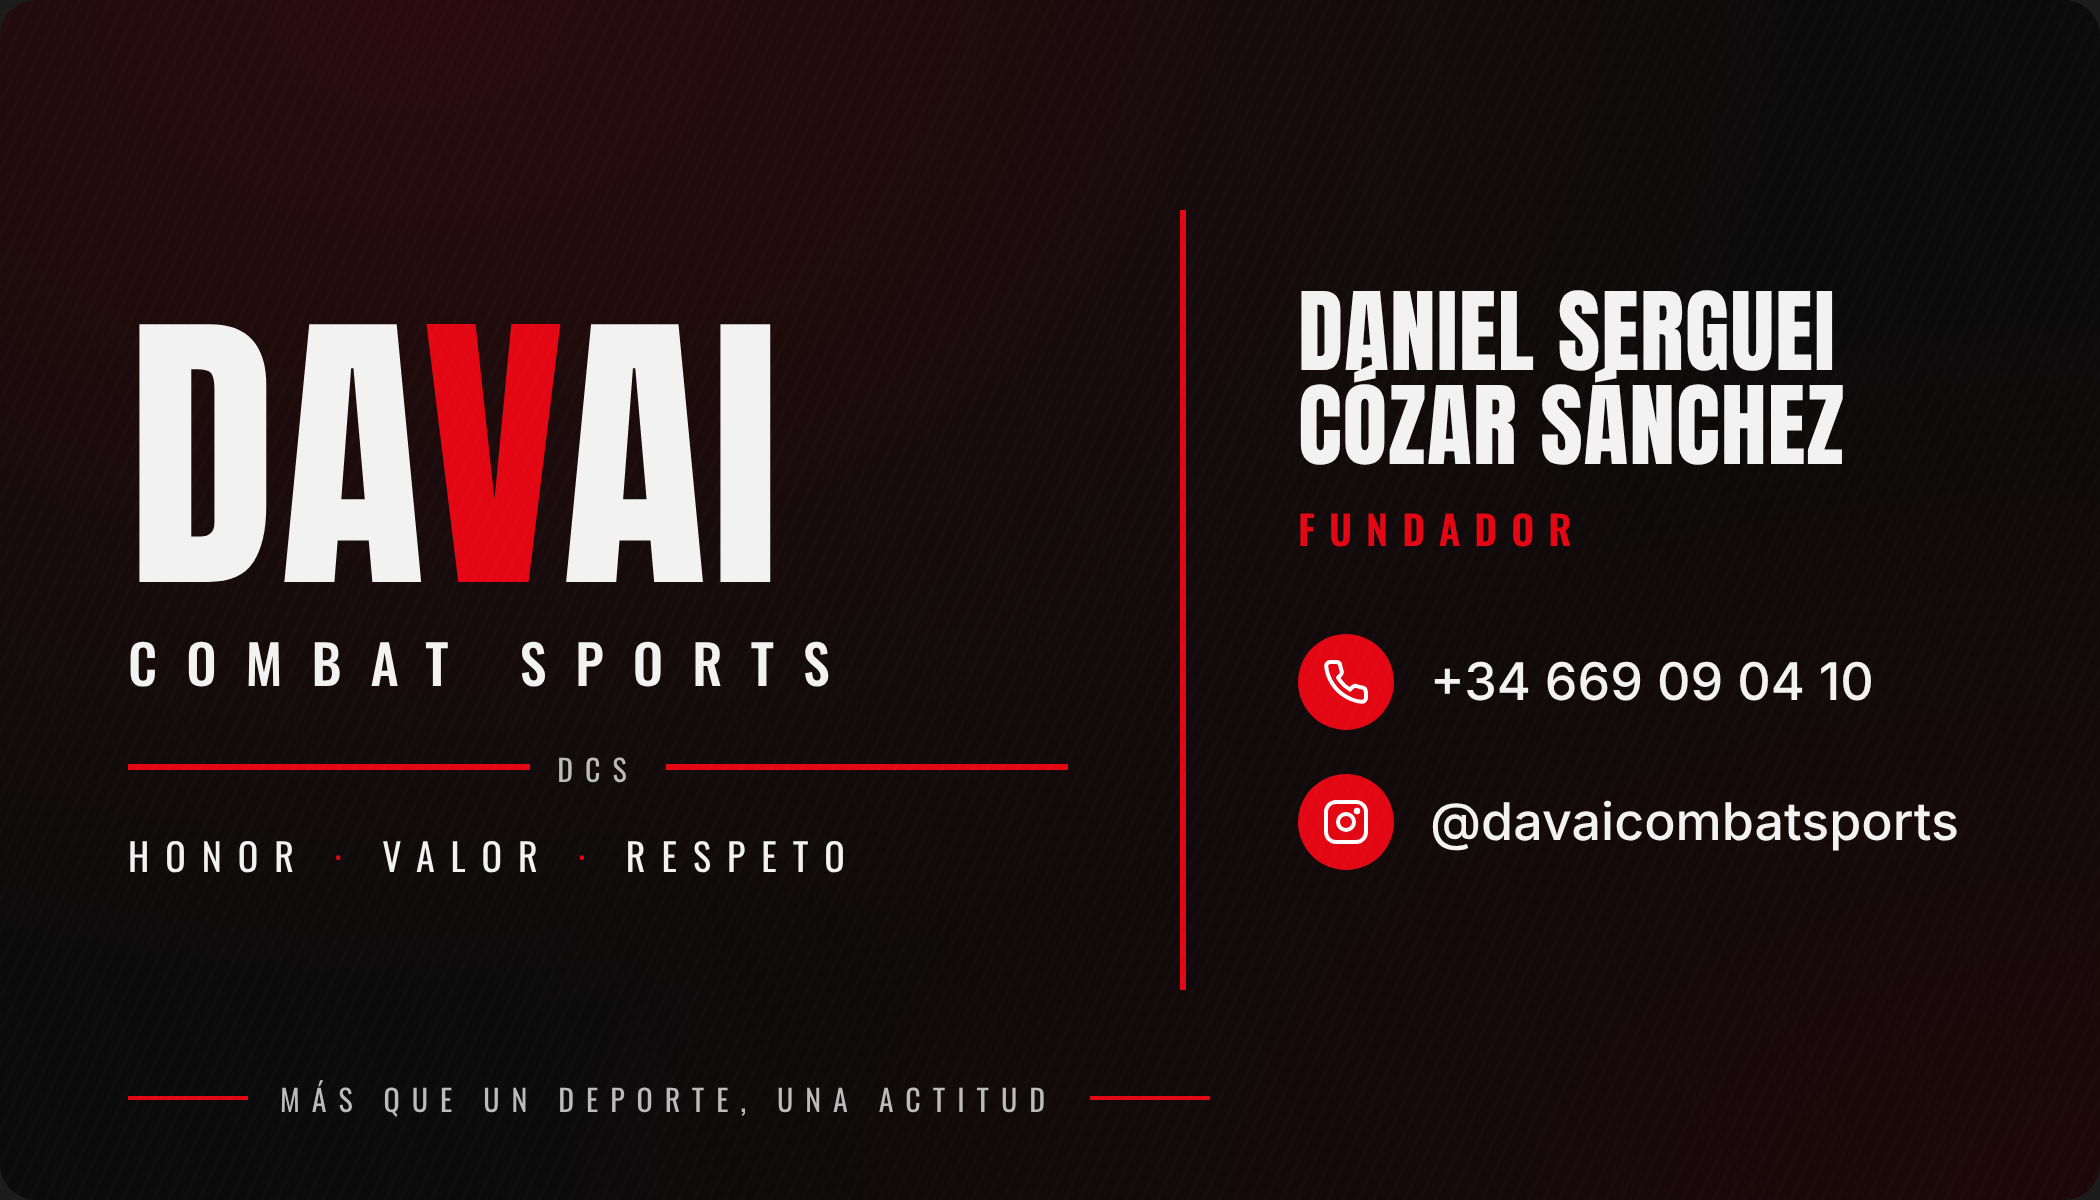 DAVAI
COMBAT SPORTS
DCS
HONOR · VALOR · RESPETO
MÁS QUE UN DEPORTE, UNA ACTITUD
DANIEL SERGUEI
CÓZAR SÁNCHEZ
FUNDADOR
+34 669 09 04 10
@davaicombatsports